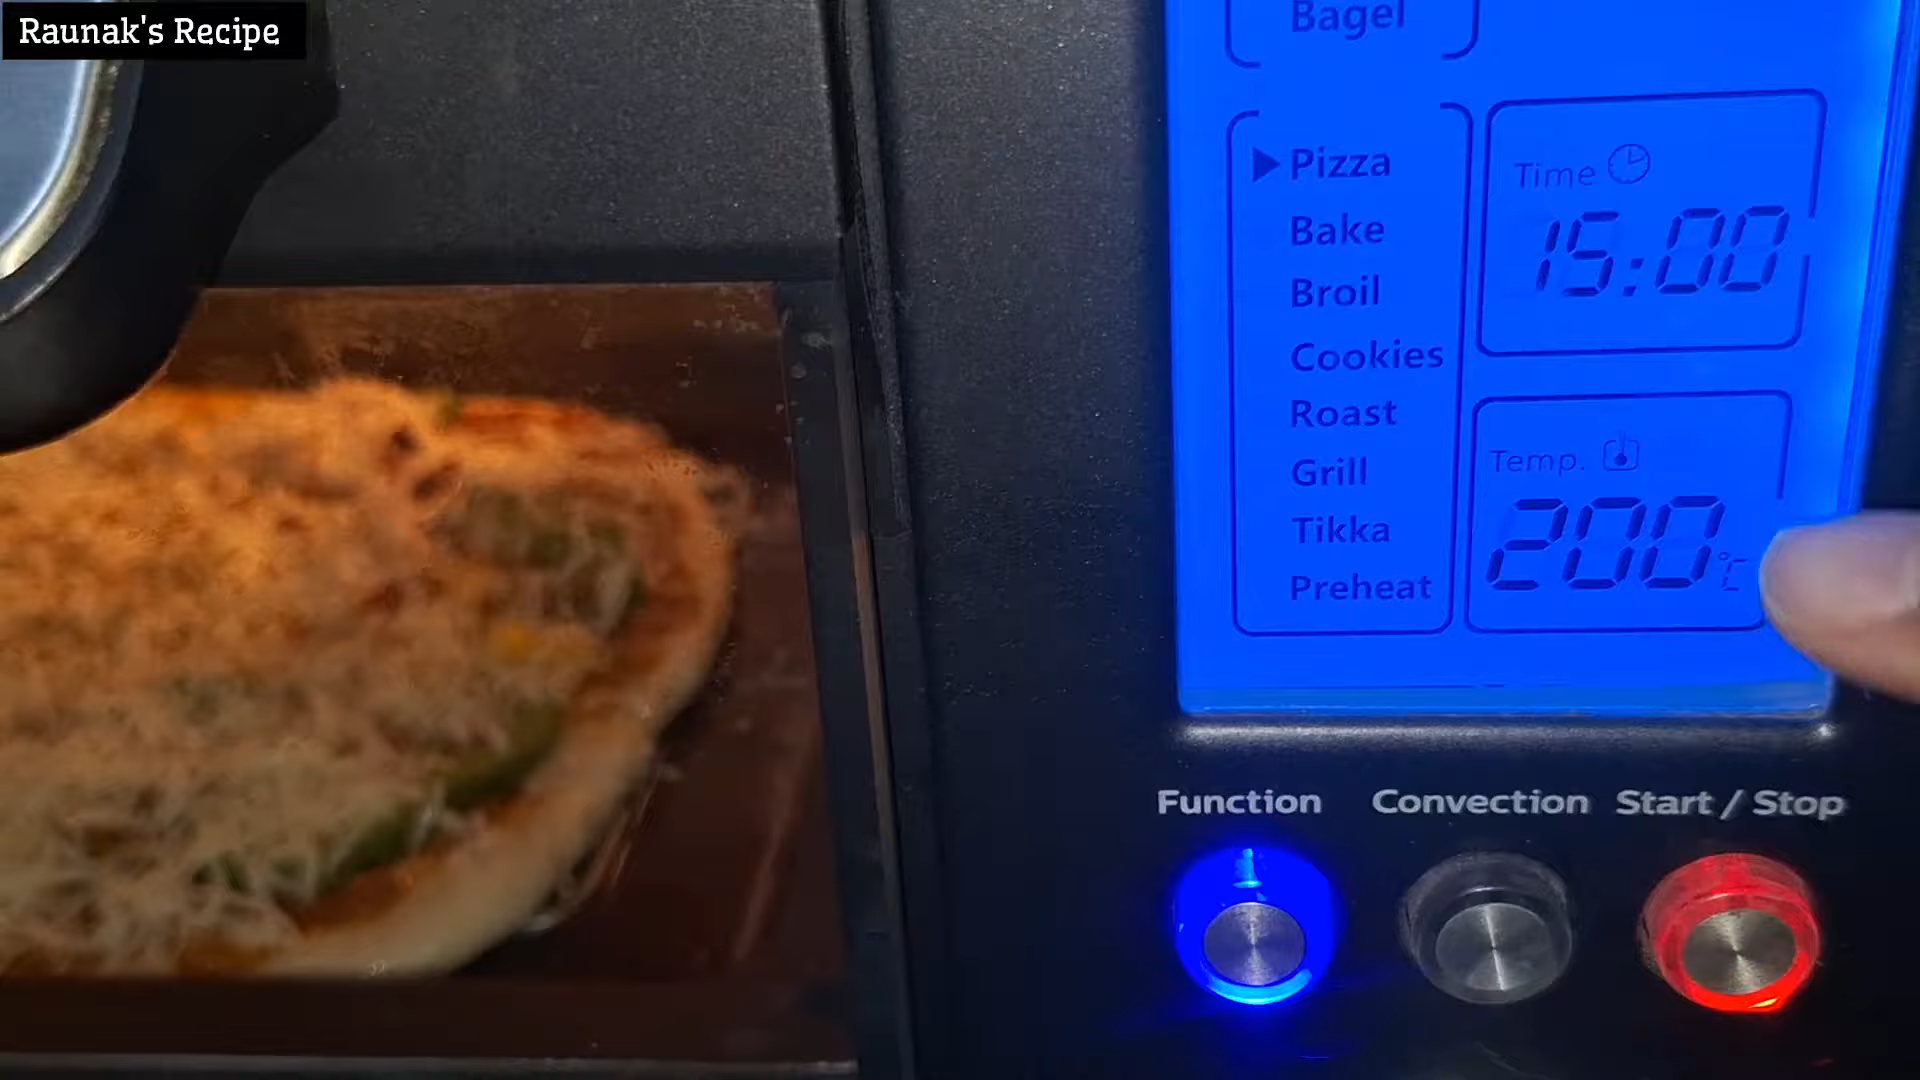 Raunak's Recipe
Bagel
Pizza
Bake
Broil
Cookies
Roast
Grill
Tikka
Preheat
Time
15:00
Temp.
200°C
Function
Convection
Start / Stop